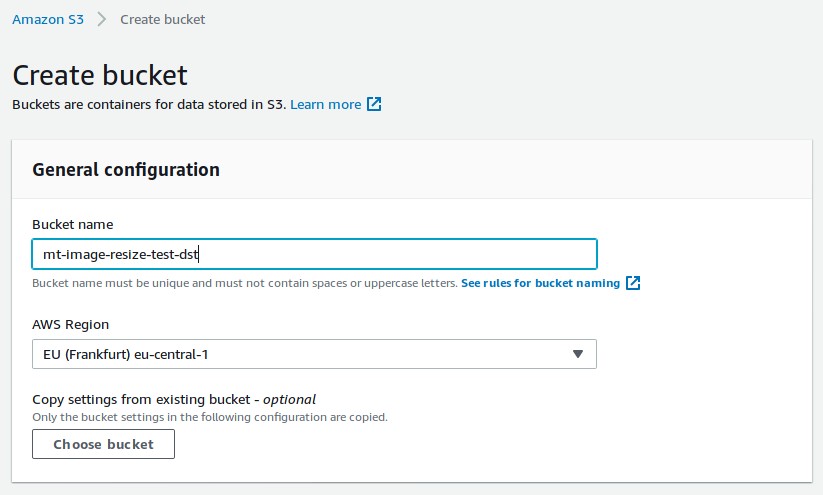 Amazon S3 > Create bucket
Create bucket
Buckets are containers for data stored in S3. Learn more
General configuration
Bucket name
mt-image-resize-test-dst
Bucket name must be unique and must not contain spaces or uppercase letters. See rules for bucket naming
AWS Region
EU (Frankfurt) eu-central-1
Copy settings from existing bucket - optional
Only the bucket settings in the following configuration are copied.
Choose bucket